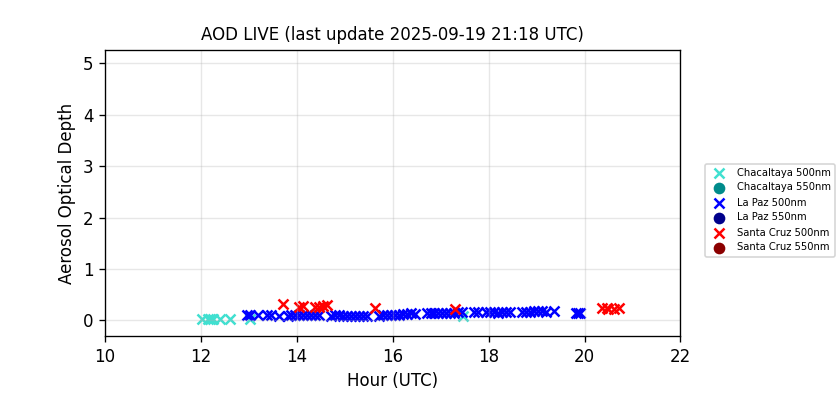 AOD LIVE (last update 2025-09-19 21:18 UTC)
Aerosol Optical Depth
5
4
3
2
1
0
10 12 14 16 18 20 22
Hour (UTC)
Chacaltaya 500nm
Chacaltaya 550nm
La Paz 500nm
La Paz 550nm
Santa Cruz 500nm
Santa Cruz 550nm